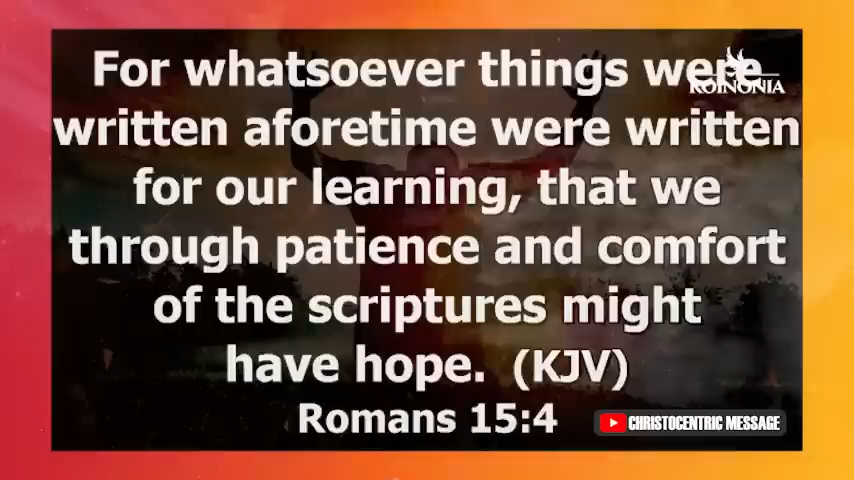 For whatsoever things were
KOINONIA
written aforetime were written
for our learning, that we
through patience and comfort
of the scriptures might
have hope. (KJV)
Romans 15:4
CHRISTOCENTRIC MESSAGE